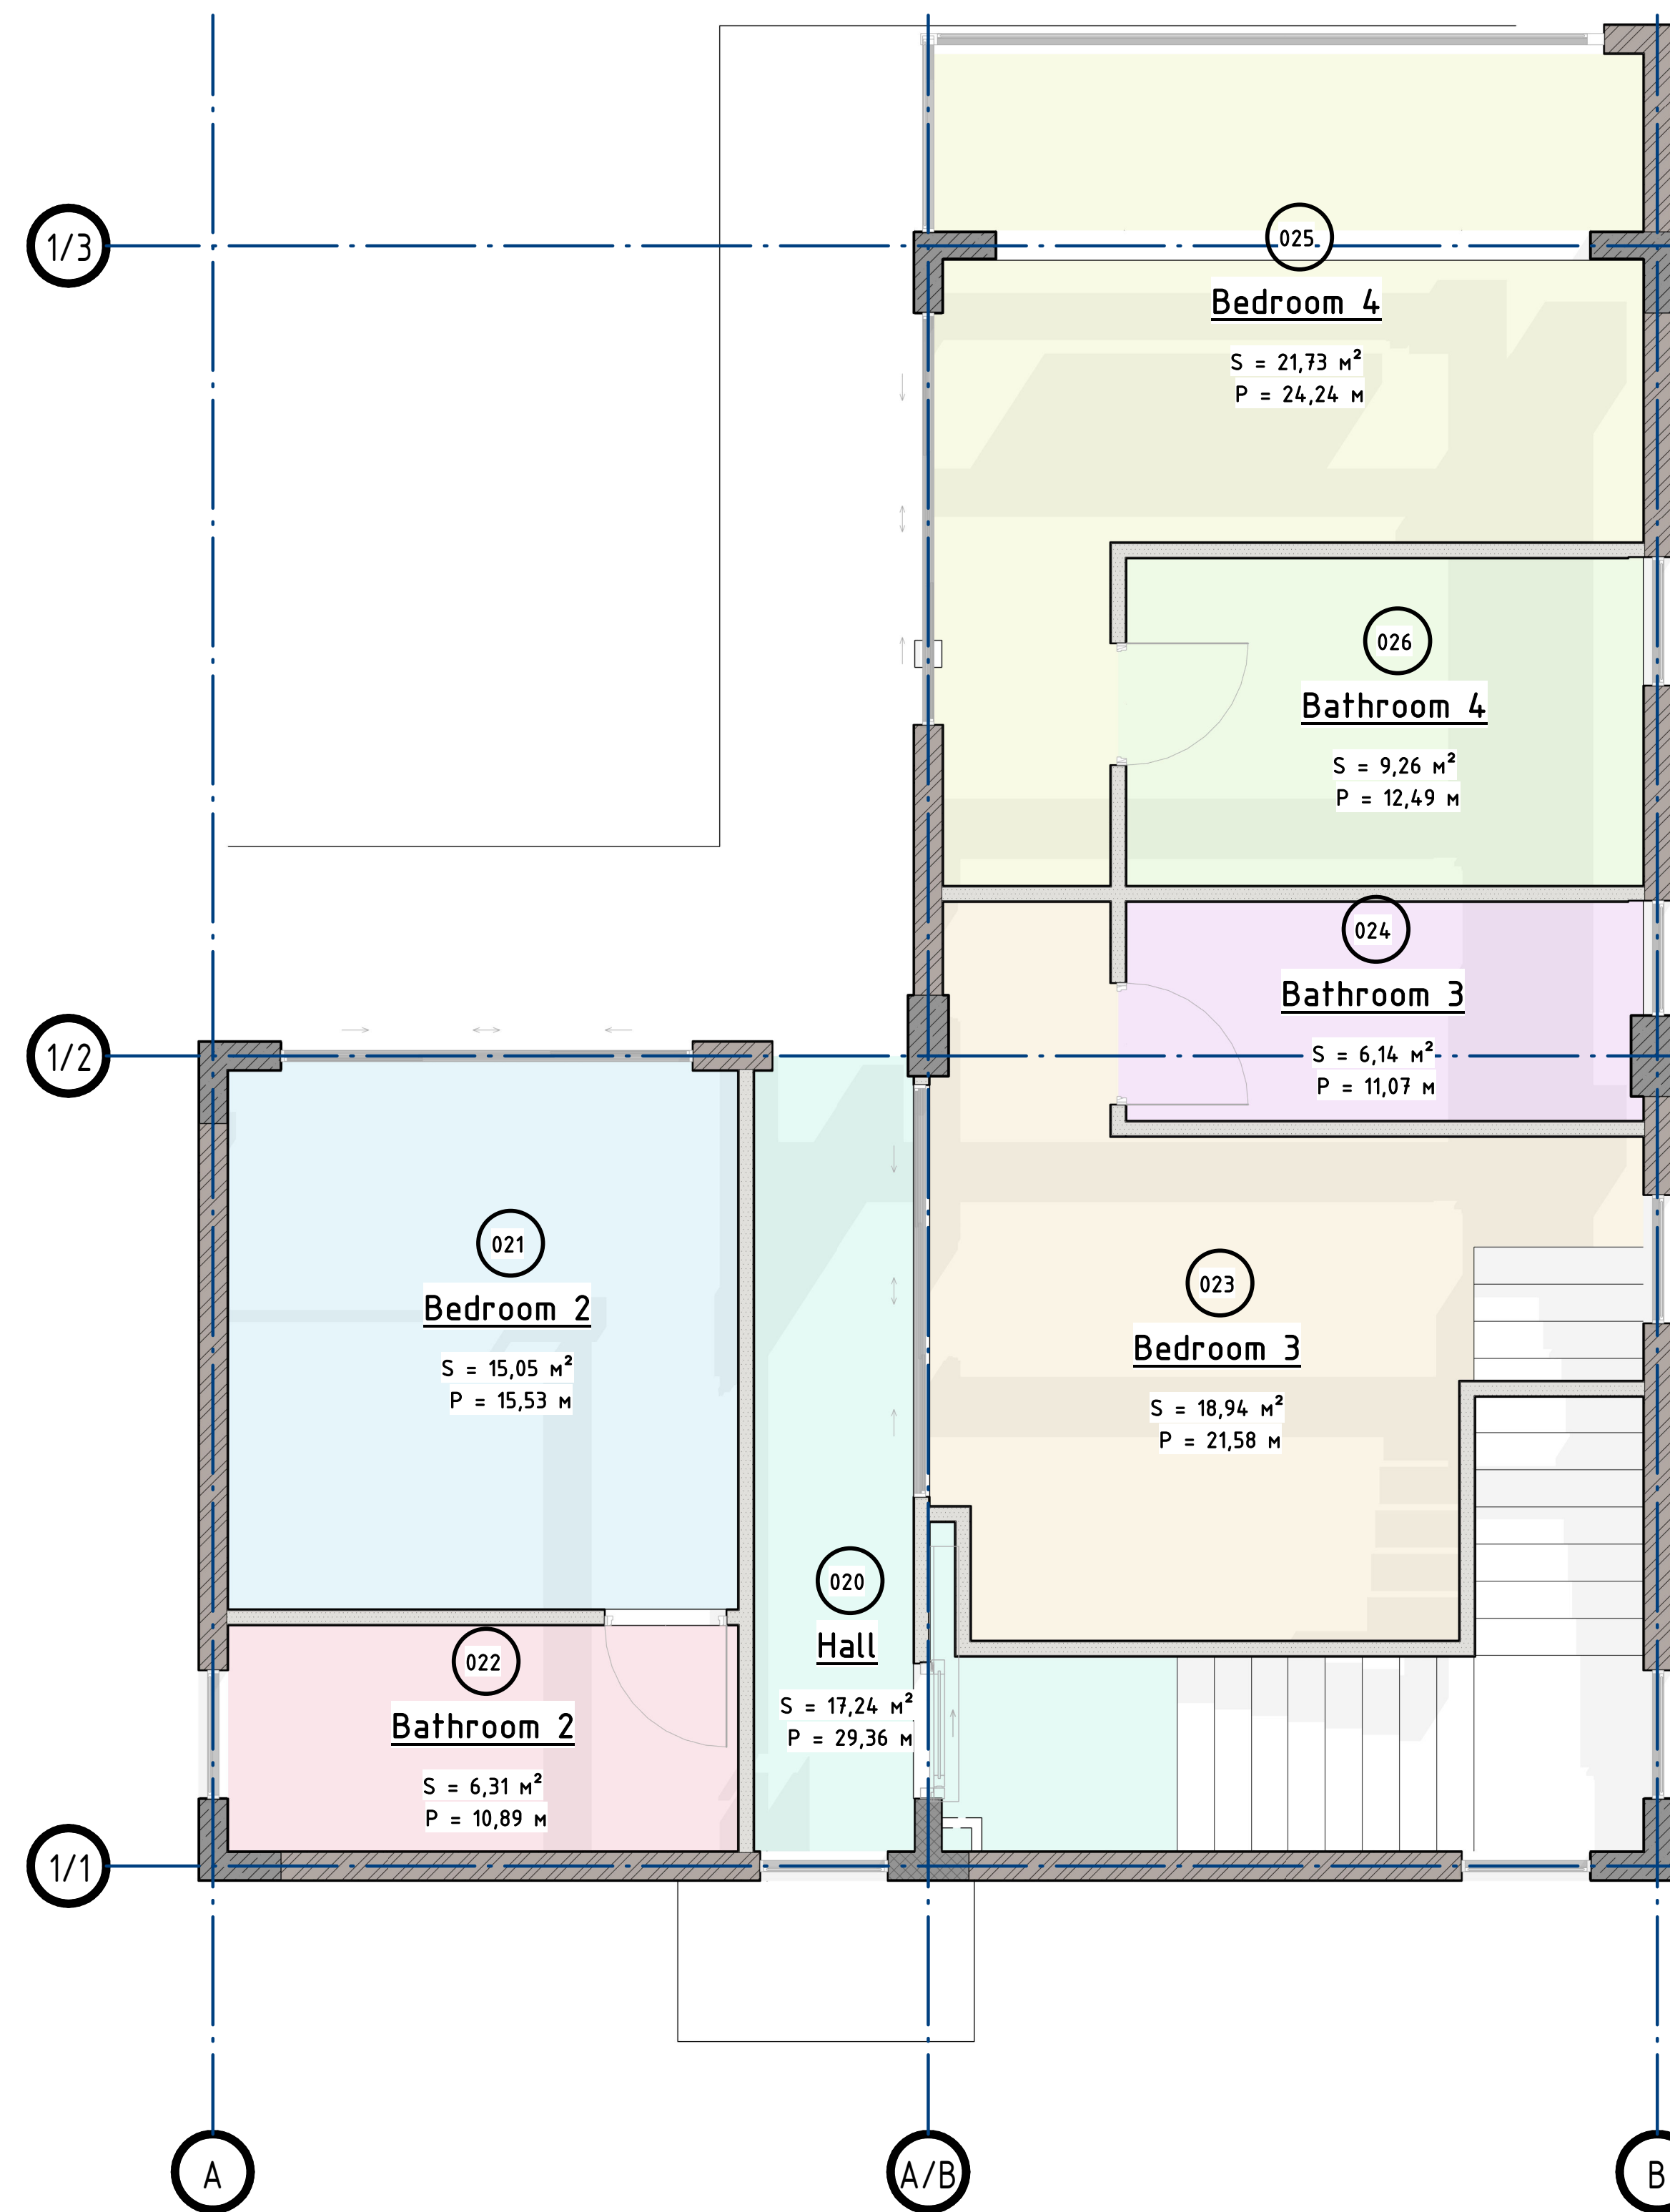 1/3
025
Bedroom 4
S = 21,73 м²
P = 24,24 м
026
Bathroom 4
S = 9,26 м²
P = 12,49 м
024
Bathroom 3
S = 6,14 м²
P = 11,07 м
1/2
021
Bedroom 2
S = 15,05 м²
P = 15,53 м
023
Bedroom 3
S = 18,94 м²
P = 21,58 м
020
Hall
S = 17,24 м²
P = 29,36 м
022
Bathroom 2
S = 6,31 м²
P = 10,89 м
1/1
A
A/B
B